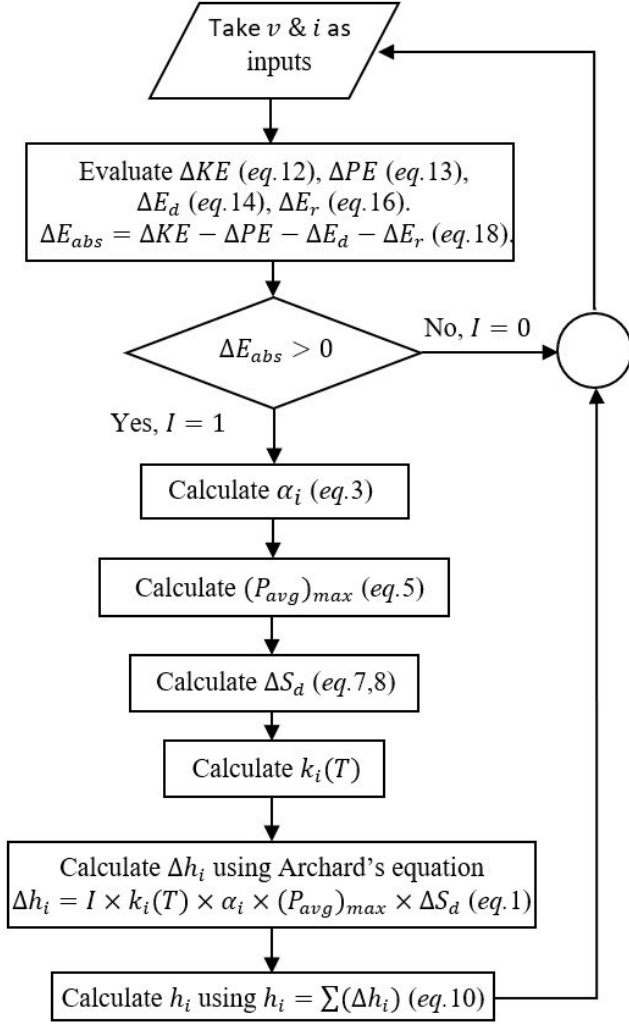 Take 𝑣 & 𝑖 as
inputs
Evaluate Δ𝐾𝐸 (𝑒𝑞.12), Δ𝑃𝐸 (𝑒𝑞.13),
Δ𝐸_𝑑 (𝑒𝑞.14), Δ𝐸_𝑟 (𝑒𝑞.16).
Δ𝐸_𝑎𝑏𝑠 = Δ𝐾𝐸 − Δ𝑃𝐸 − Δ𝐸_𝑑 − Δ𝐸_𝑟 (𝑒𝑞.18).
Δ𝐸_𝑎𝑏𝑠 > 0
No, 𝐼 = 0
Yes, 𝐼 = 1
Calculate 𝛼_𝑖 (𝑒𝑞.3)
Calculate (𝑃_𝑎𝑣𝑔)_𝑚𝑎𝑥 (𝑒𝑞.5)
Calculate Δ𝑆_𝑑 (𝑒𝑞.7,8)
Calculate 𝑘_𝑖(𝑇)
Calculate Δℎ_𝑖 using Archard’s equation
Δℎ_𝑖 = 𝐼 × 𝑘_𝑖(𝑇) × 𝛼_𝑖 × (𝑃_𝑎𝑣𝑔)_𝑚𝑎𝑥 × Δ𝑆_𝑑 (𝑒𝑞.1)
Calculate ℎ_𝑖 using ℎ_𝑖 = ∑(Δℎ_𝑖) (𝑒𝑞.10)